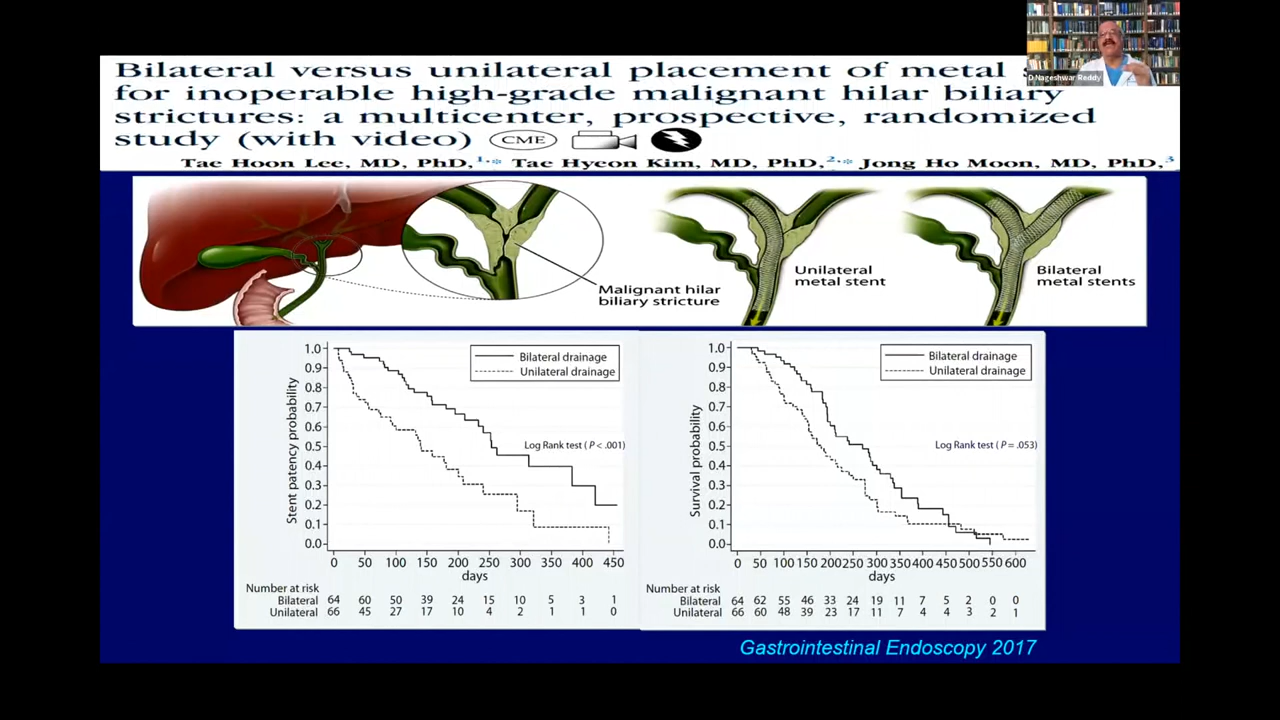 D Nageshwar Reddy
Bilateral versus unilateral placement of metal
for inoperable high-grade malignant hilar biliary
strictures: a multicenter, prospective, randomized
study (with video) CME
Tae Hoon Lee, MD, PhD,1,* Tae Hyeon Kim, MD, PhD,2,* Jong Ho Moon, MD, PhD,3
Malignant hilar
biliary stricture
Unilateral
metal stent
Bilateral
metal stents
Stent patency probability
1.0
0.9
0.8
0.7
0.6
0.5
0.4
0.3
0.2
0.1
0.0
Bilateral drainage
Unilateral drainage
Log Rank test (P < .001)
0 50 100 150 200 250 300 350 400 450
days
Number at risk
Bilateral 64 60 50 39 24 15 10 5 3 1
Unilateral 66 45 27 17 10 4 2 1 1 0
Survival probability
1.0
0.9
0.8
0.7
0.6
0.5
0.4
0.3
0.2
0.1
0.0
Bilateral drainage
Unilateral drainage
Log Rank test (P = .053)
0 50 100 150 200 250 300 350 400 450 500 550 600
days
Number at risk
Bilateral 64 62 55 46 33 24 19 11 7 5 2 0 0
Unilateral 66 60 48 39 23 17 11 7 4 4 3 2 1
Gastrointestinal Endoscopy 2017